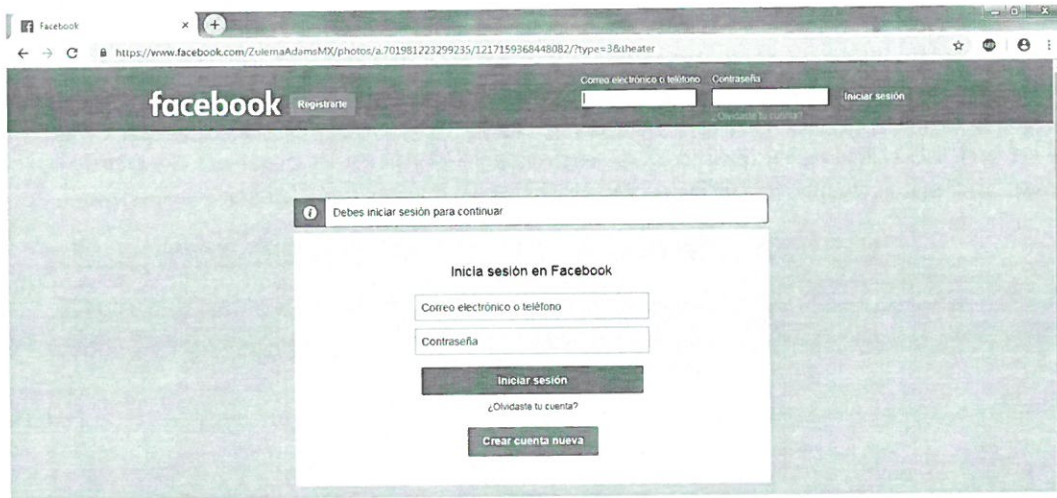 Facebook
https://www.facebook.com/ZulemaAdamsMX/photos/a.701981223299235/1217159368448082/?type=3&theater
facebook Registrarte
Correo electrónico o teléfono Contraseña
Iniciar sesión
¿Olvidaste tu cuenta?
Debes iniciar sesión para continuar
Inicia sesión en Facebook
Correo electrónico o teléfono
Contraseña
Iniciar sesión
¿Olvidaste tu cuenta?
Crear cuenta nueva